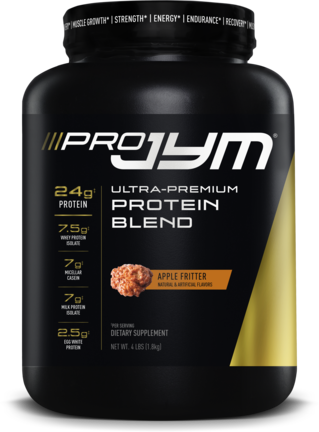 Y* | MUSCLE GROWTH* | STRENGTH* | ENERGY* | ENDURANCE* | RECOVERY* |
PRO JYM®
ULTRA-PREMIUM
PROTEIN
BLEND
24g†
PROTEIN
7.5g†
WHEY PROTEIN
ISOLATE
7g†
MICELLAR
CASEIN
7g†
MILK PROTEIN
ISOLATE
2.5g†
EGG WHITE
PROTEIN
APPLE FRITTER
NATURAL & ARTIFICIAL FLAVORS
†PER SERVING
DIETARY SUPPLEMENT
NET WT. 4 LBS (1.8kg)